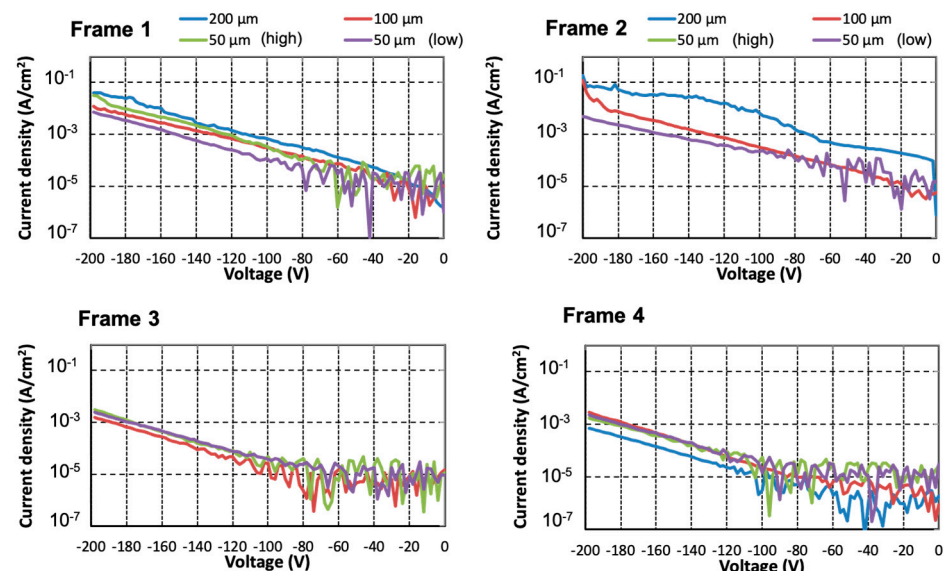 Frame 1
200 µm 100 µm
50 µm (high) 50 µm (low)
Current density (A/cm²)
10⁻¹
10⁻³
10⁻⁵
10⁻⁷
-200 -180 -160 -140 -120 -100 -80 -60 -40 -20 0
Voltage (V)
Frame 2
200 µm 100 µm
50 µm (high) 50 µm (low)
Current density (A/cm²)
10⁻¹
10⁻³
10⁻⁵
10⁻⁷
-200 -180 -160 -140 -120 -100 -80 -60 -40 -20 0
Voltage (V)
Frame 3
Current density (A/cm²)
10⁻¹
10⁻³
10⁻⁵
10⁻⁷
-200 -180 -160 -140 -120 -100 -80 -60 -40 -20 0
Voltage (V)
Frame 4
Current density (A/cm²)
10⁻¹
10⁻³
10⁻⁵
10⁻⁷
-200 -180 -160 -140 -120 -100 -80 -60 -40 -20 0
Voltage (V)